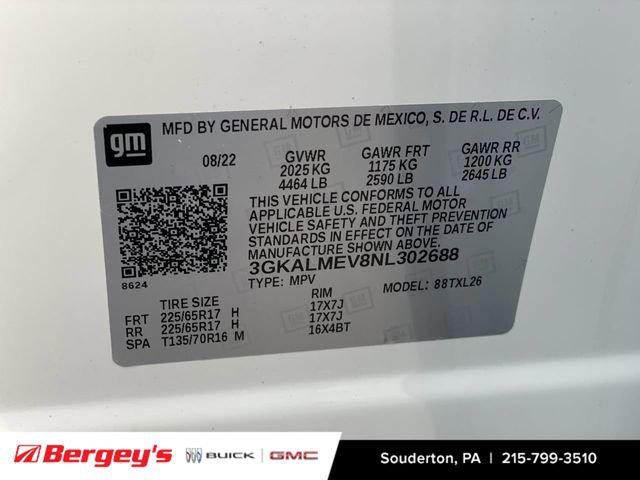 gm
MFD BY GENERAL MOTORS DE MEXICO, S. DE R.L. DE C.V.
08/22 GVWR GAWR FRT GAWR RR
2025 KG 1175 KG 1200 KG
4464 LB 2590 LB 2645 LB
THIS VEHICLE CONFORMS TO ALL
APPLICABLE U.S. FEDERAL MOTOR
VEHICLE SAFETY AND THEFT PREVENTION
STANDARDS IN EFFECT ON THE DATE OF
MANUFACTURE SHOWN ABOVE.
8624
3GKALMEV8NL302688
TYPE: MPV MODEL: 88TXL26
TIRE SIZE RIM
FRT 225/65R17 H 17X7J
RR 225/65R17 H 17X7J
SPA T135/70R16 M 16X4BT
Bergey's BUICK GMC Souderton, PA | 215-799-3510